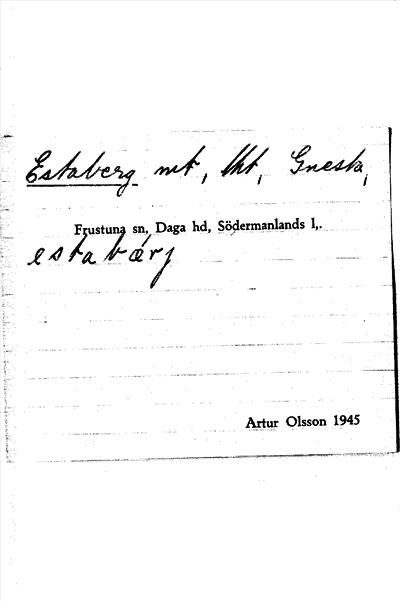 Estaberg mt, lht, Gnesta,
Frustuna sn, Daga hd, Södermanlands l,.
estabärj
Artur Olsson 1945